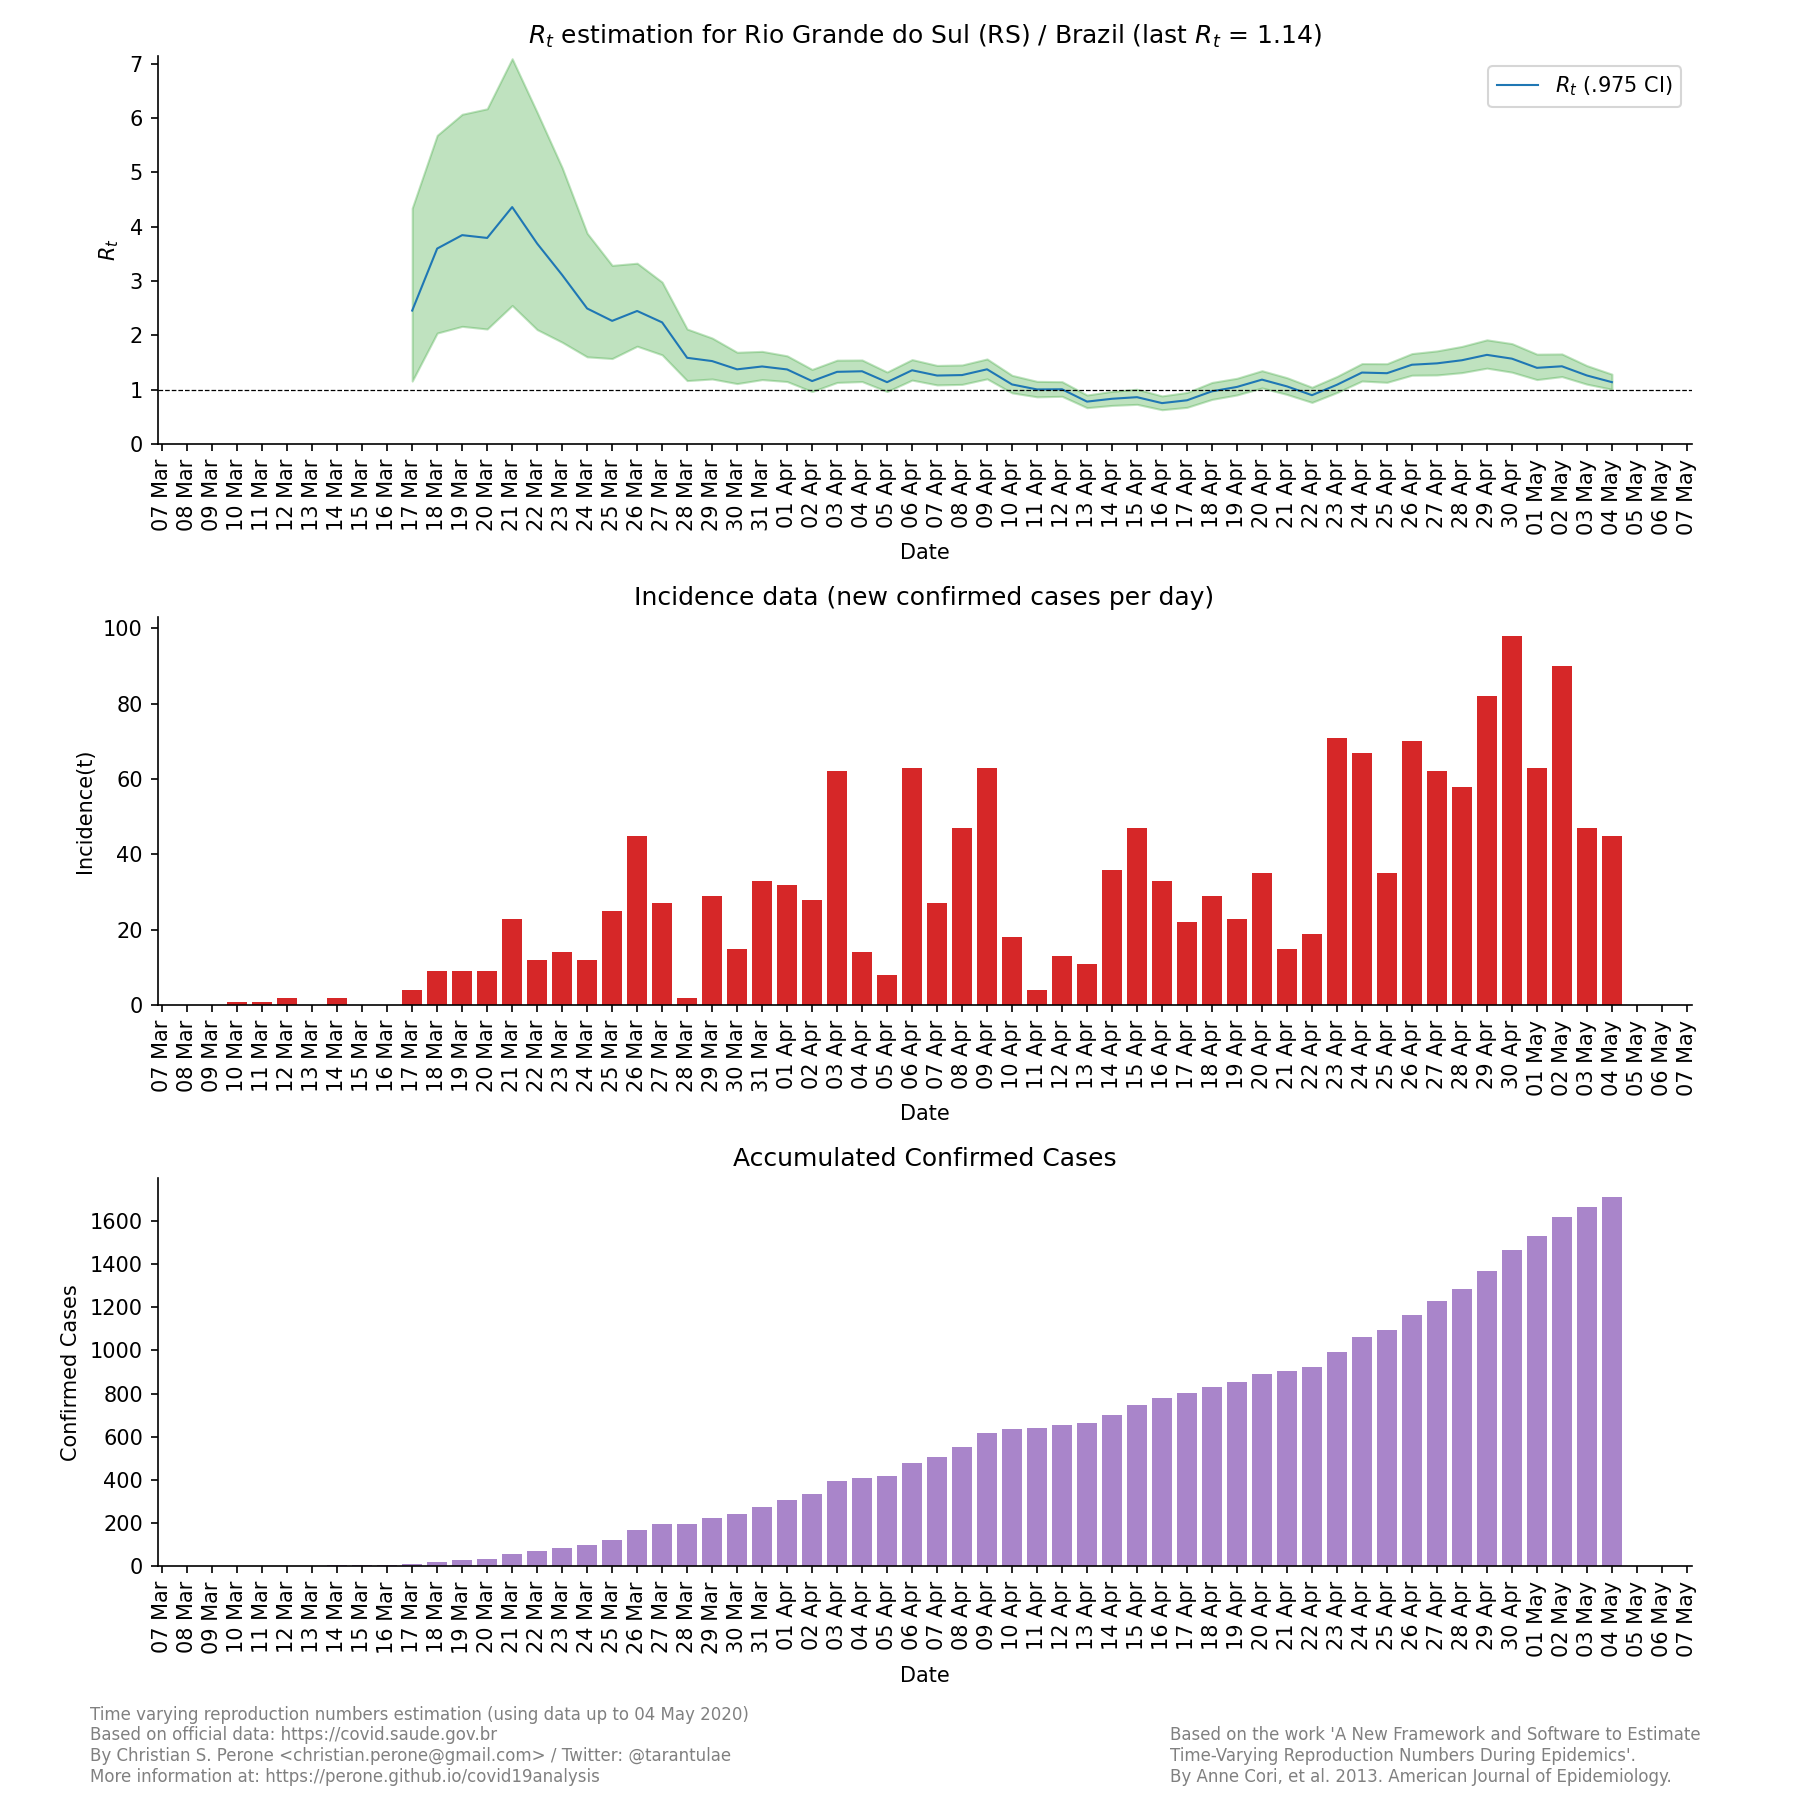 R_t estimation for Rio Grande do Sul (RS) / Brazil (last R_t = 1.14)
R_t (.975 CI)
7
6
5
4
3
2
1
0
R_t
07 Mar 08 Mar 09 Mar 10 Mar 11 Mar 12 Mar 13 Mar 14 Mar 15 Mar 16 Mar 17 Mar 18 Mar 19 Mar 20 Mar 21 Mar 22 Mar 23 Mar 24 Mar 25 Mar 26 Mar 27 Mar 28 Mar 29 Mar 30 Mar 31 Mar 01 Apr 02 Apr 03 Apr 04 Apr 05 Apr 06 Apr 07 Apr 08 Apr 09 Apr 10 Apr 11 Apr 12 Apr 13 Apr 14 Apr 15 Apr 16 Apr 17 Apr 18 Apr 19 Apr 20 Apr 21 Apr 22 Apr 23 Apr 24 Apr 25 Apr 26 Apr 27 Apr 28 Apr 29 Apr 30 Apr 01 May 02 May 03 May 04 May 05 May 06 May 07 May
Date
Incidence data (new confirmed cases per day)
100
80
60
40
20
0
Incidence(t)
07 Mar 08 Mar 09 Mar 10 Mar 11 Mar 12 Mar 13 Mar 14 Mar 15 Mar 16 Mar 17 Mar 18 Mar 19 Mar 20 Mar 21 Mar 22 Mar 23 Mar 24 Mar 25 Mar 26 Mar 27 Mar 28 Mar 29 Mar 30 Mar 31 Mar 01 Apr 02 Apr 03 Apr 04 Apr 05 Apr 06 Apr 07 Apr 08 Apr 09 Apr 10 Apr 11 Apr 12 Apr 13 Apr 14 Apr 15 Apr 16 Apr 17 Apr 18 Apr 19 Apr 20 Apr 21 Apr 22 Apr 23 Apr 24 Apr 25 Apr 26 Apr 27 Apr 28 Apr 29 Apr 30 Apr 01 May 02 May 03 May 04 May 05 May 06 May 07 May
Date
Accumulated Confirmed Cases
1600
1400
1200
1000
800
600
400
200
0
Confirmed Cases
07 Mar 08 Mar 09 Mar 10 Mar 11 Mar 12 Mar 13 Mar 14 Mar 15 Mar 16 Mar 17 Mar 18 Mar 19 Mar 20 Mar 21 Mar 22 Mar 23 Mar 24 Mar 25 Mar 26 Mar 27 Mar 28 Mar 29 Mar 30 Mar 31 Mar 01 Apr 02 Apr 03 Apr 04 Apr 05 Apr 06 Apr 07 Apr 08 Apr 09 Apr 10 Apr 11 Apr 12 Apr 13 Apr 14 Apr 15 Apr 16 Apr 17 Apr 18 Apr 19 Apr 20 Apr 21 Apr 22 Apr 23 Apr 24 Apr 25 Apr 26 Apr 27 Apr 28 Apr 29 Apr 30 Apr 01 May 02 May 03 May 04 May 05 May 06 May 07 May
Date
Time varying reproduction numbers estimation (using data up to 04 May 2020)
Based on official data: https://covid.saude.gov.br
By Christian S. Perone <christian.perone@gmail.com> / Twitter: @tarantulae
More information at: https://perone.github.io/covid19analysis
Based on the work 'A New Framework and Software to Estimate
Time-Varying Reproduction Numbers During Epidemics'.
By Anne Cori, et al. 2013. American Journal of Epidemiology.